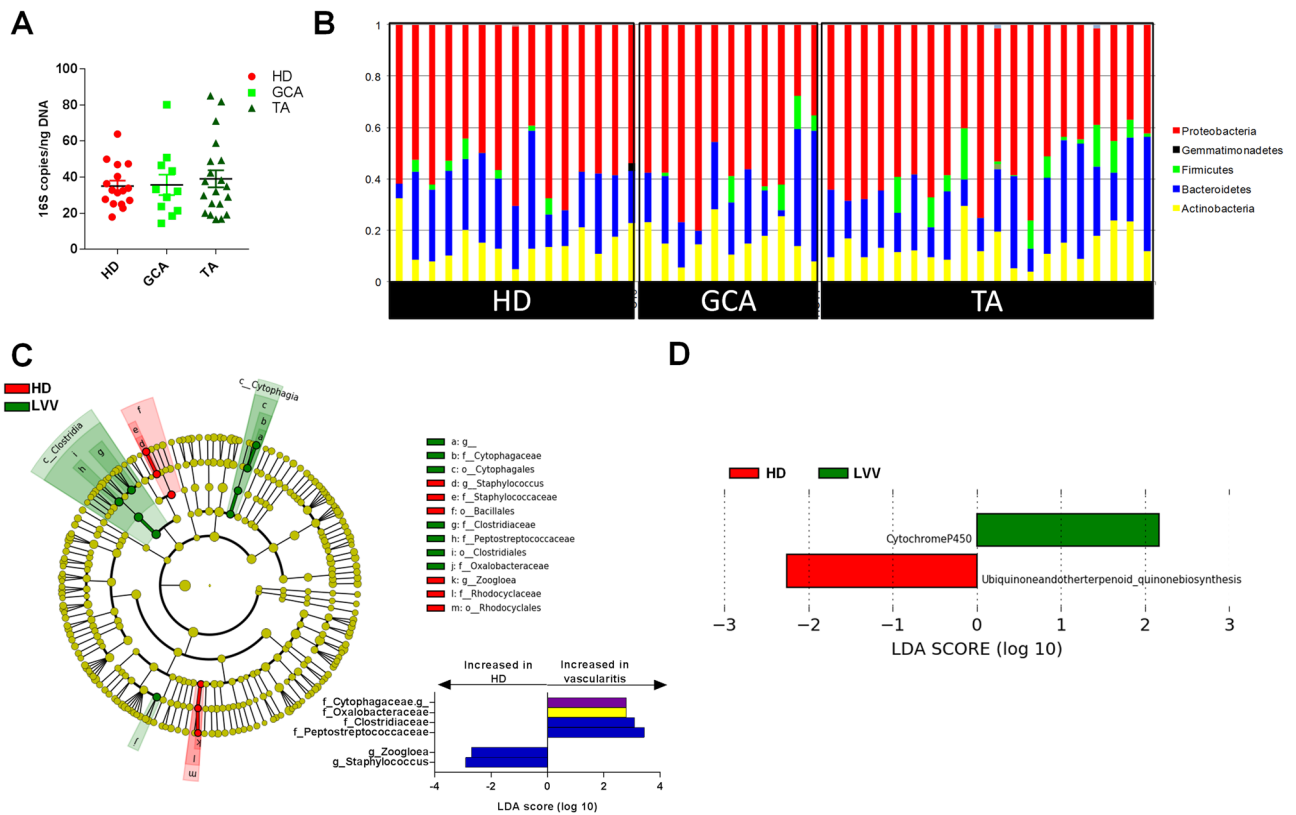 A
B
100
80
60
40
20
0
16S copies/ng DNA
HD
GCA
TA
HD
GCA
TA
1
0.8
0.6
0.4
0.2
0
HD
GCA
TA
Proteobacteria
Gemmatimonadetes
Firmicutes
Bacteroidetes
Actinobacteria
C
D
HD
LVV
c__Clostridia
i
h
g
f
e
d
c__Cytophagia
c
b
a
j
k
l
m
a: g__
b: f__Cytophagaceae
c: o__Cytophagales
d: g__Staphylococcus
e: f__Staphylococcaceae
f: o__Bacillales
g: f__Clostridiaceae
h: f__Peptostreptococcaceae
i: o__Clostridiales
j: f__Oxalobacteraceae
k: g__Zoogloea
l: f__Rhodocyclaceae
m: o__Rhodocyclales
Increased in HD
Increased in vascularitis
f_Cytophagaceae.g_
f_Oxalobacteraceae
f_Clostridiaceae
f_Peptostreptococcaceae
g_Zoogloea
g_Staphylococcus
-4 -2 0 2 4
LDA score (log 10)
HD
LVV
CytochromeP450
Ubiquinoneandotherterpenoid_quinonebiosynthesis
−3 −2 −1 0 1 2 3
LDA SCORE (log 10)